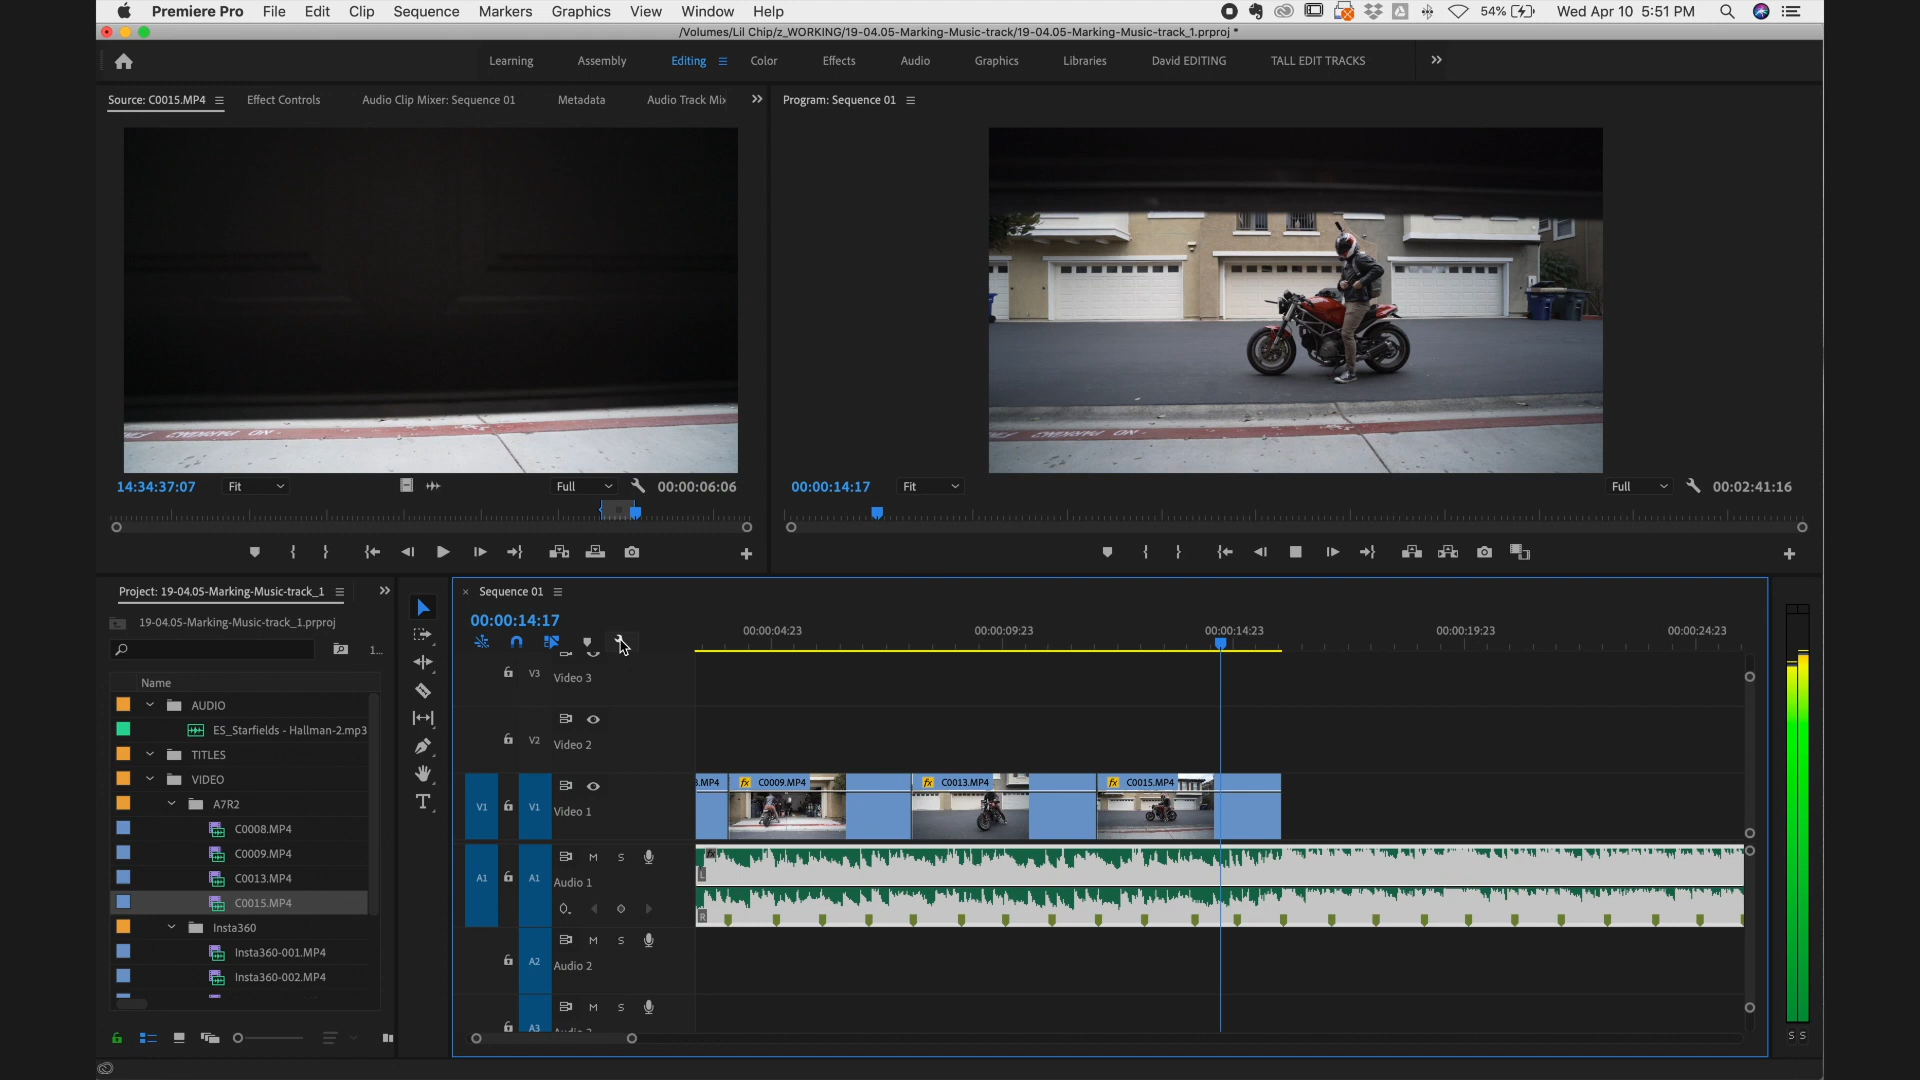 Premiere Pro File Edit Clip Sequence Markers Graphics View Window Help 54% Wed Apr 10 5:51 PM
/Volumes/Lil Chip/z_WORKING/19-04.05-Marking-Music-track/19-04.05-Marking-Music-track_1.prproj *
Learning Assembly Editing Color Effects Audio Graphics Libraries David EDITING TALL EDIT TRACKS
Source: C0015.MP4 Effect Controls Audio Clip Mixer: Sequence 01 Metadata Audio Track Mix
Program: Sequence 01
NO PARKING
14:34:37:07 Fit Full 00:00:06:06
00:00:14:17 Fit Full 00:02:41:16
Project: 19-04.05-Marking-Music-track_1
19-04.05-Marking-Music-track_1.prproj
1...
Name
AUDIO
ES_Starfields - Hallman-2.mp3
TITLES
VIDEO
A7R2
C0008.MP4
C0009.MP4
C0013.MP4
C0015.MP4
Insta360
Insta360-001.MP4
Insta360-002.MP4
Sequence 01
00:00:14:17
00:00:04:23 00:00:09:23 00:00:14:23 00:00:19:23 00:00:24:23
V3 Video 3
V2 Video 2
V1 V1 Video 1
.MP4 fx C0009.MP4 fx C0013.MP4 fx C0015.MP4
A1 A1 M S Audio 1
fx
L
R
A2 M S Audio 2
A3 M S
S S